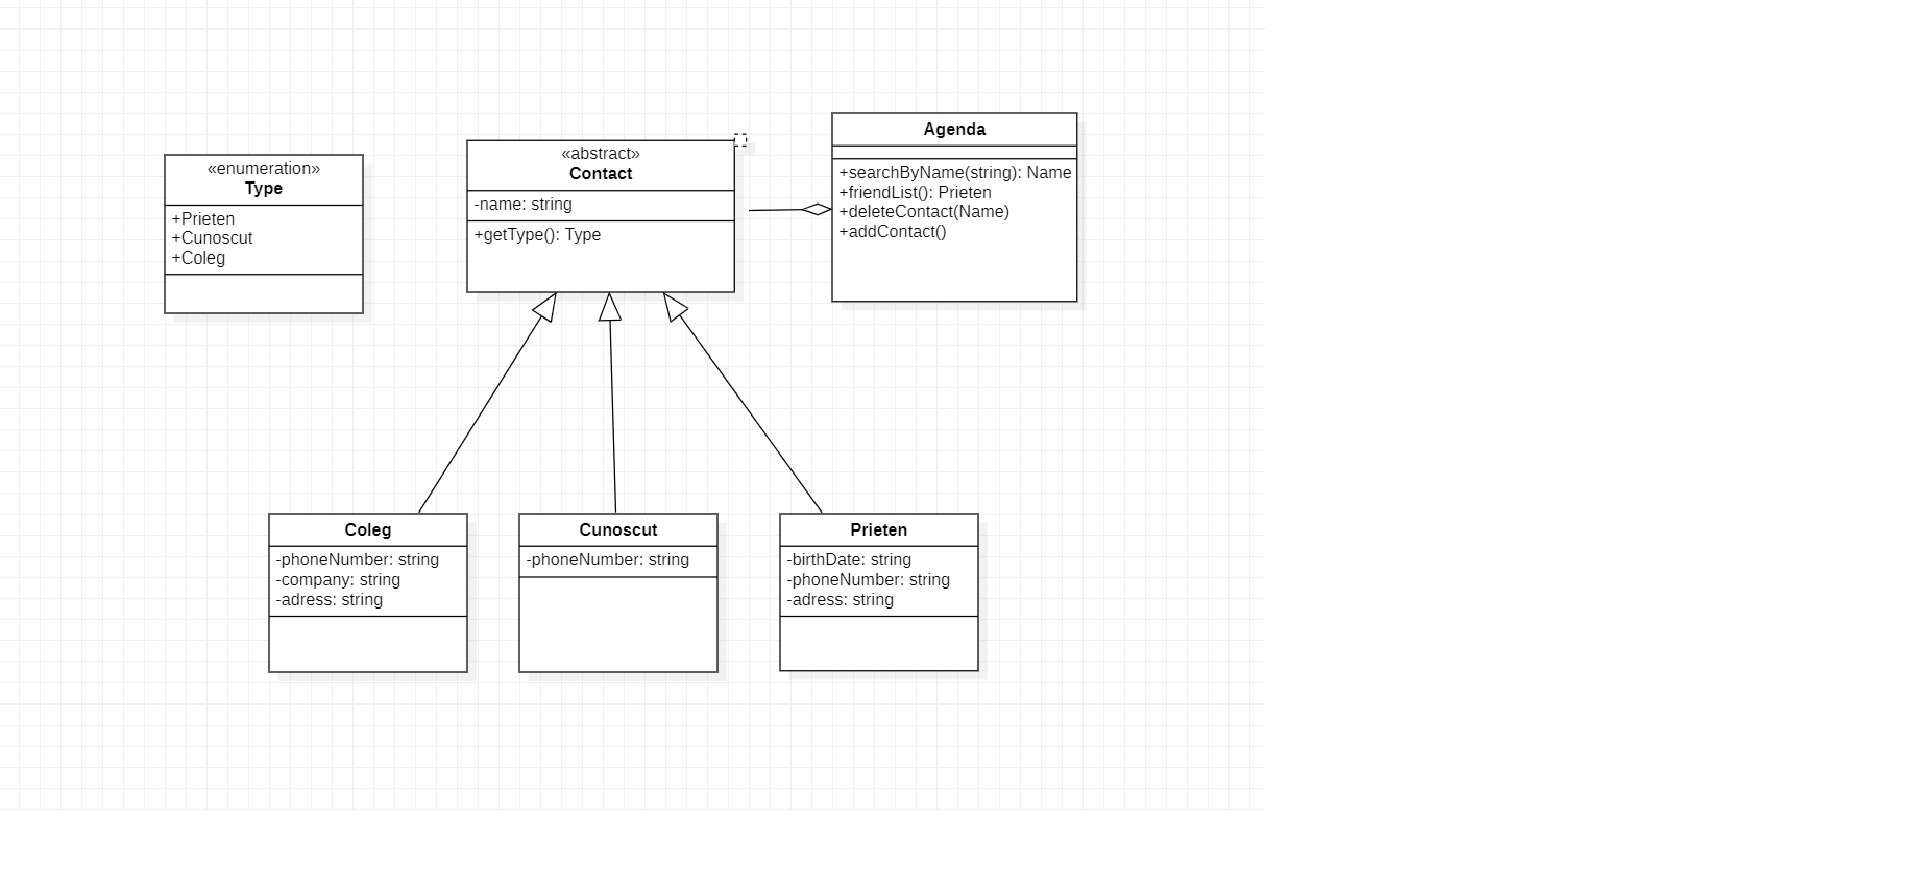 «enumeration»
Type
+Prieten
+Cunoscut
+Coleg
«abstract»
Contact
-name: string
+getType(): Type
Agenda
+searchByName(string): Name
+friendList(): Prieten
+deleteContact(Name)
+addContact()
Coleg
-phoneNumber: string
-company: string
-adress: string
Cunoscut
-phoneNumber: string
Prieten
-birthDate: string
-phoneNumber: string
-adress: string